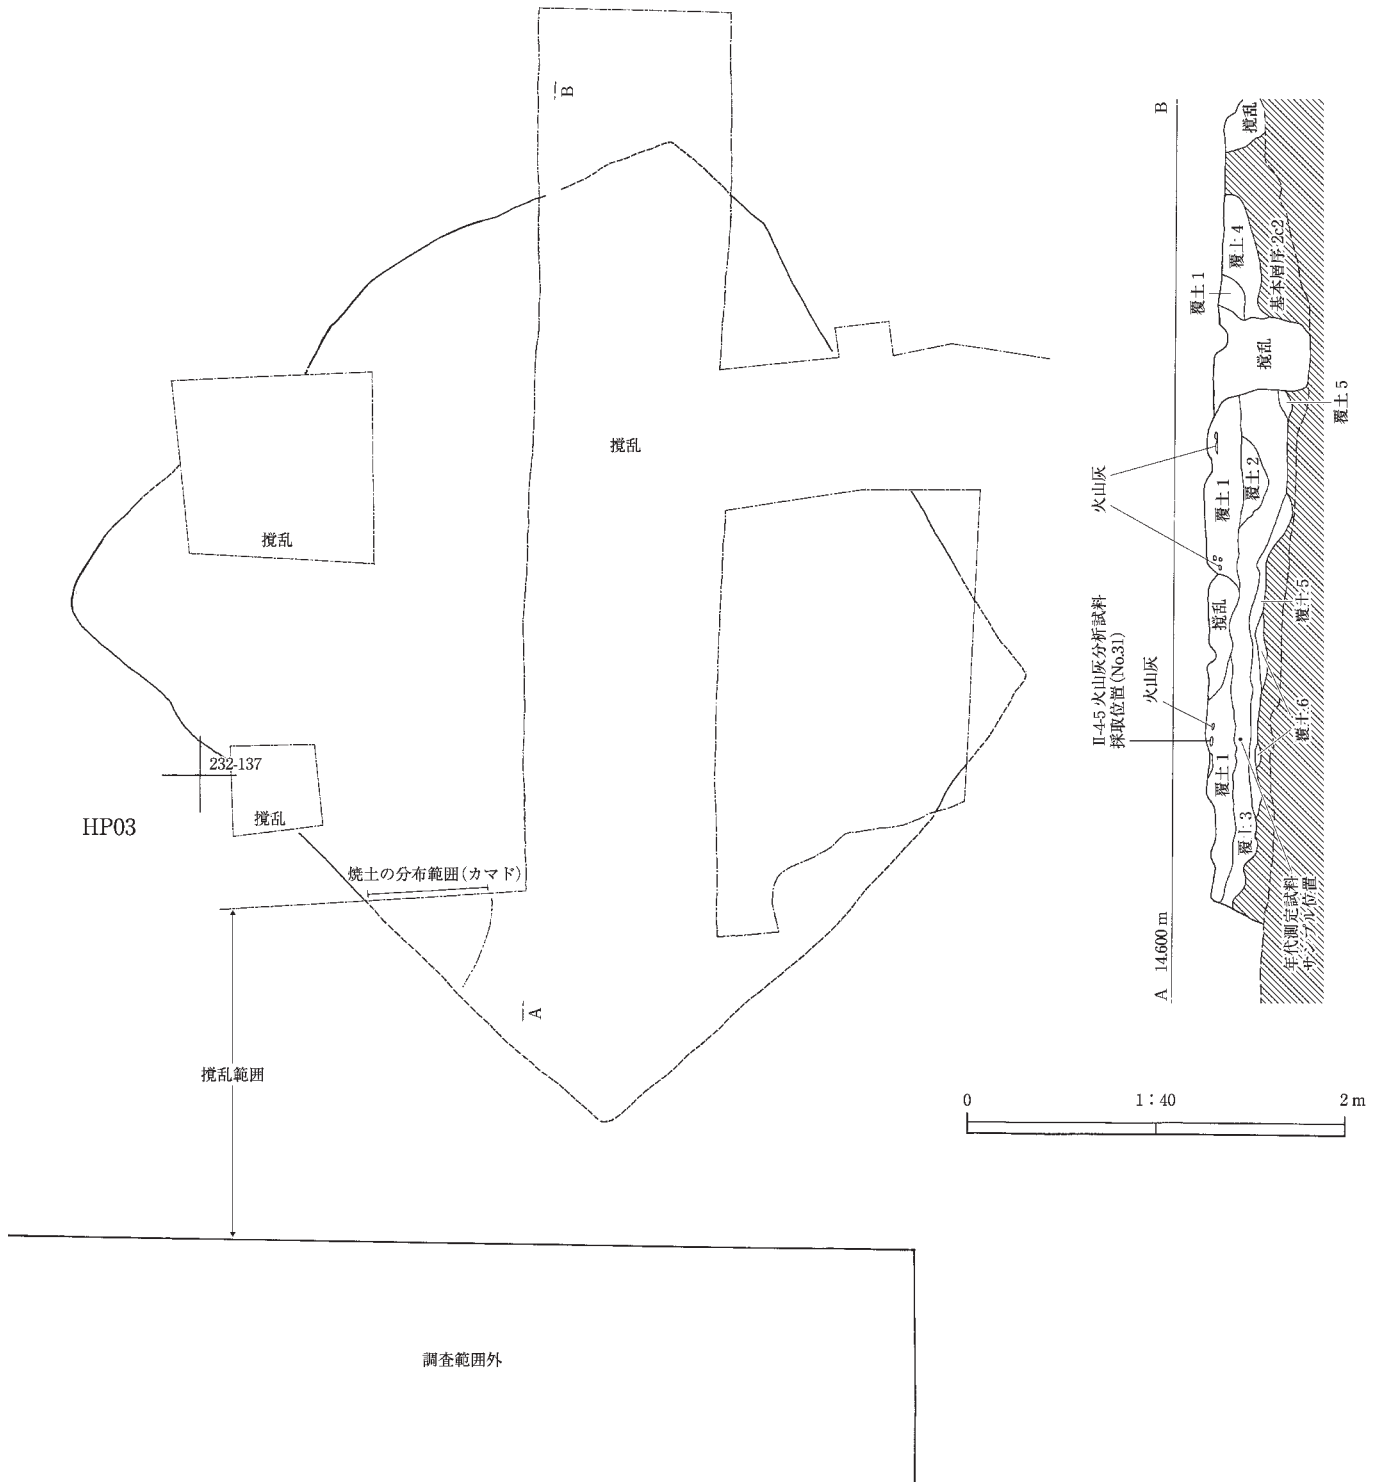 B
撹乱
撹乱
232-137
撹乱
HP03
焼土の分布範囲(カマド)
A
撹乱範囲
調査範囲外
B
撹乱
覆土4
基本層序2c2
覆土1
撹乱
覆土5
火山灰
覆土1
覆土2
撹乱
覆土5
II-4-5 火山灰分析試料
採取位置(No.31)
火山灰
覆土6
覆土1
覆土3
年代測定試料
サンプル位置
A 14.600 m
0 1：40 2 m